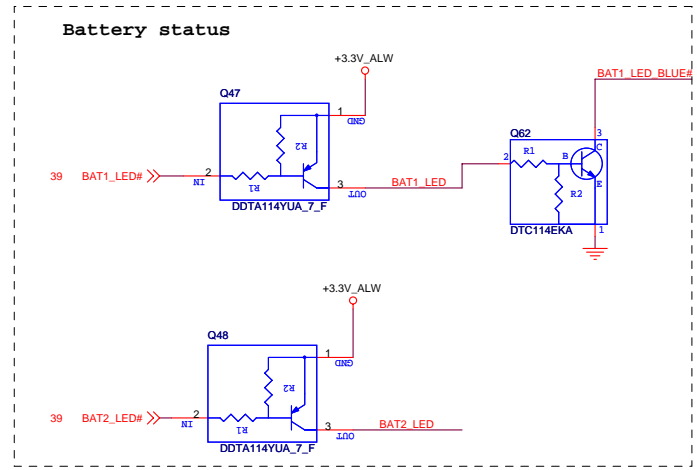 Battery status
+3.3V_ALW
BAT1_LED_BLUE#
Q47
1
GND
R2
Q62
3
C
2
R1
B
39 BAT1_LED#
2
IN
R1
3
OUT
BAT1_LED
E
R2
DDTA114YUA_7_F
DTC114EKA
1
+3.3V_ALW
Q48
1
GND
R2
39 BAT2_LED#
2
IN
R1
3
OUT
BAT2_LED
DDTA114YUA_7_F